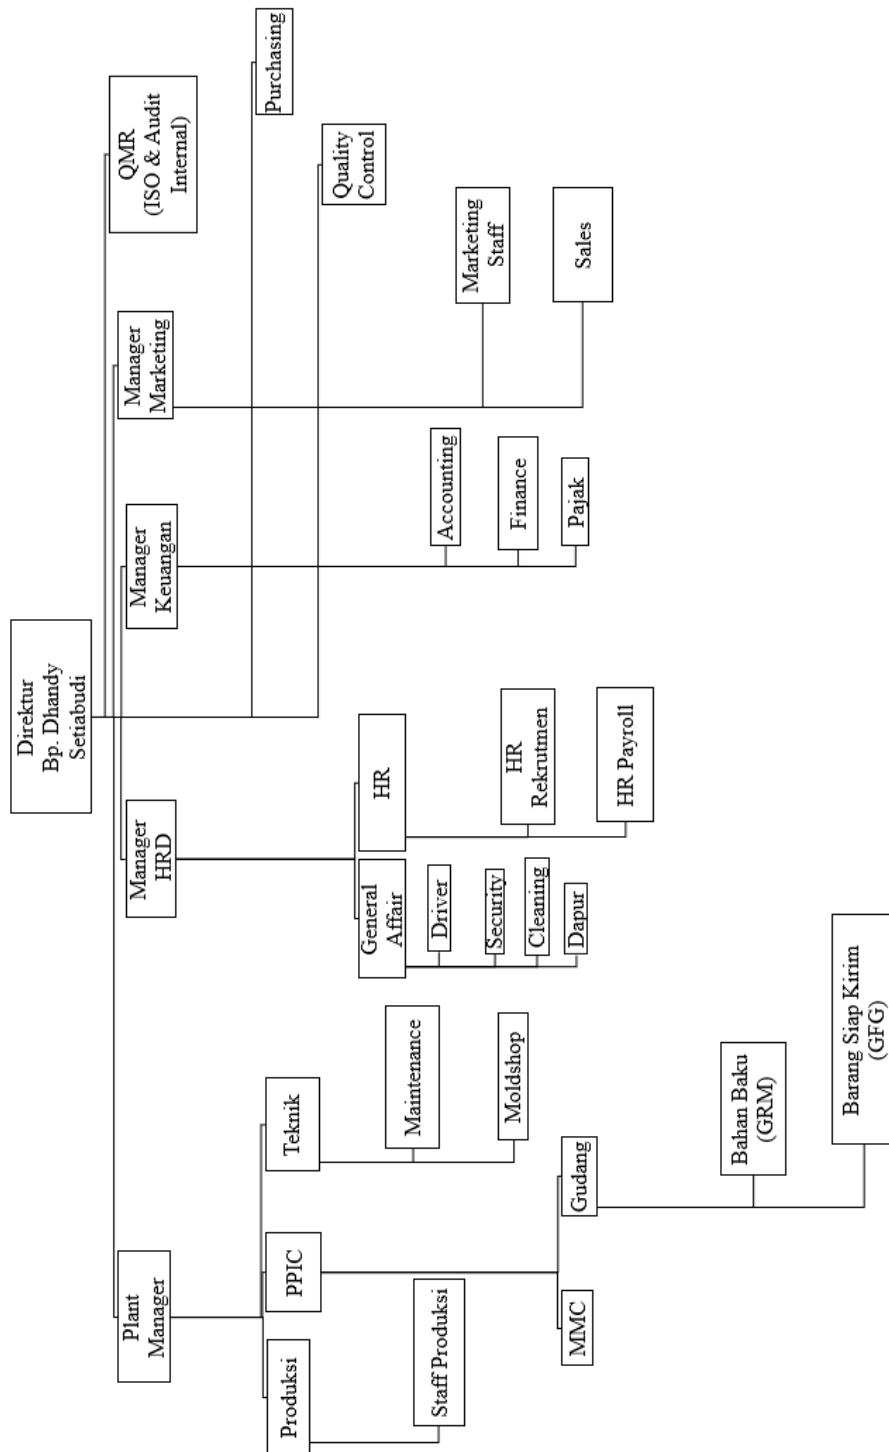 Direktur
Bp. Dhandy
Setiabudi
Plant
Manager
Manager
HRD
Manager
Keuangan
Manager
Marketing
QMR
(ISO & Audit
Internal)
Purchasing
Quality
Control
Produksi
PPIC
Teknik
Staff Produksi
Maintenance
Moldshop
MMC
Gudang
Bahan Baku
(GRM)
Barang Siap Kirim
(GFG)
General
Affair
HR
Driver
Security
Cleaning
Dapur
HR
Rekrutmen
HR Payroll
Accounting
Finance
Pajak
Marketing
Staff
Sales